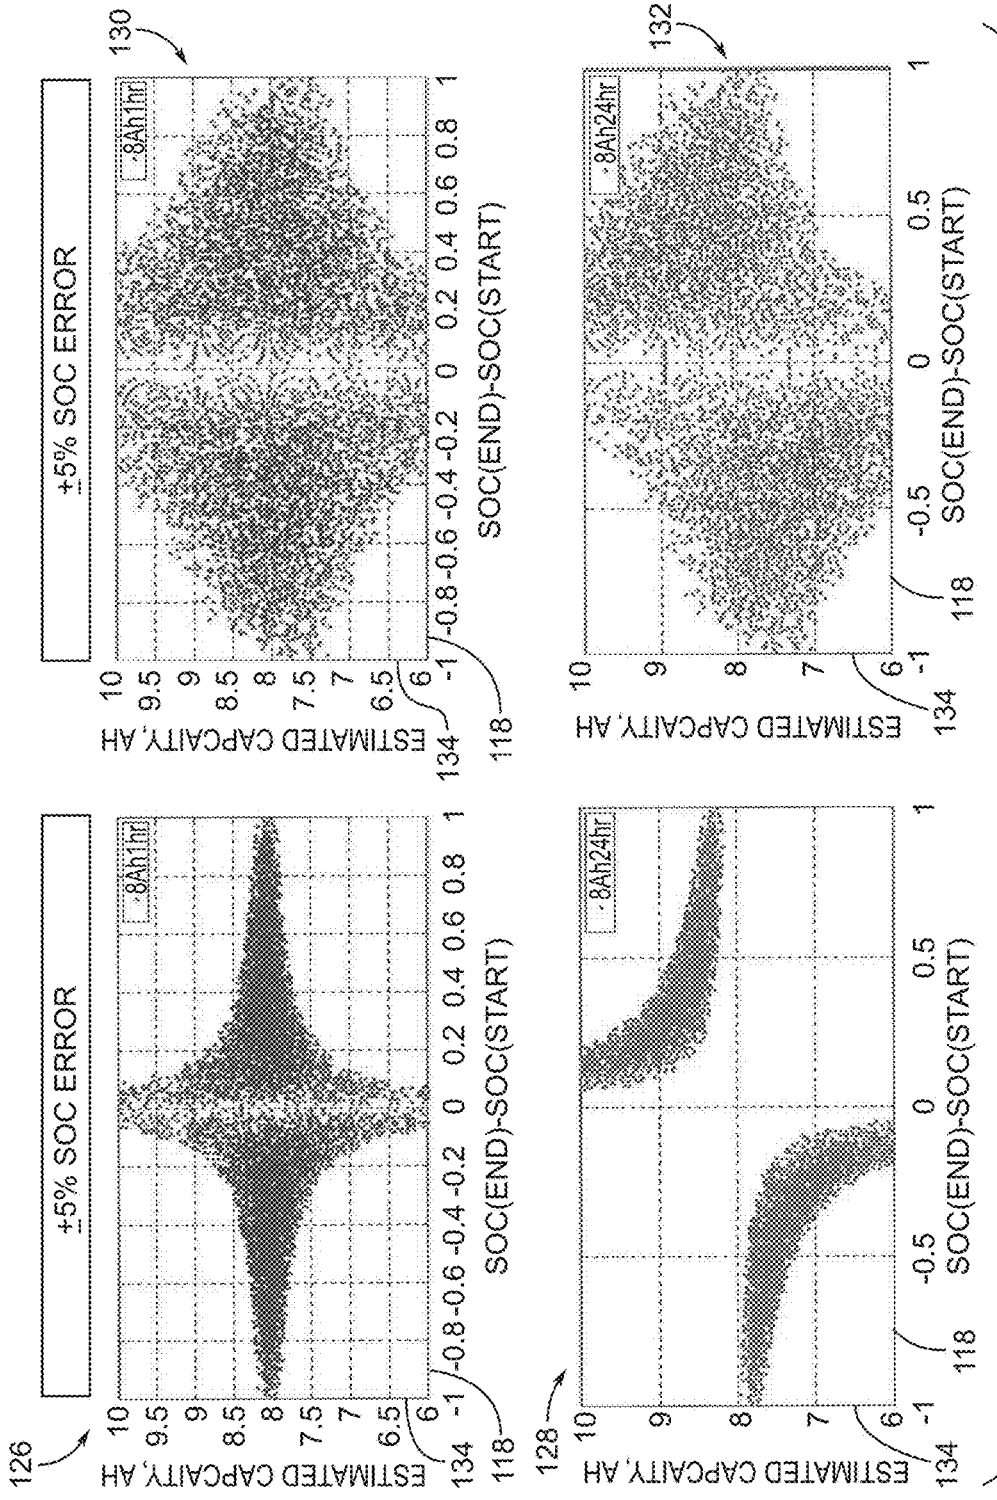 ±5% SOC ERROR
126
ESTIMATED CAPCAITY, AH
10
9.5
9
8.5
8
7.5
7
6.5
6
·8Ah1hr
-1 -0.8 -0.6 -0.4 -0.2 0 0.2 0.4 0.6 0.8 1
SOC(END)-SOC(START)
134
118
±5% SOC ERROR
130
ESTIMATED CAPCAITY, AH
10
9.5
9
8.5
8
7.5
7
6.5
6
·8Ah1hr
-1 -0.8 -0.6 -0.4 -0.2 0 0.2 0.4 0.6 0.8 1
SOC(END)-SOC(START)
134
118
128
ESTIMATED CAPCAITY, AH
10
9
8
7
6
·8Ah24hr
-1 -0.5 0 0.5 1
SOC(END)-SOC(START)
134
118
132
ESTIMATED CAPCAITY, AH
10
9
8
7
6
·8Ah24hr
-1 -0.5 0 0.5 1
SOC(END)-SOC(START)
134
118